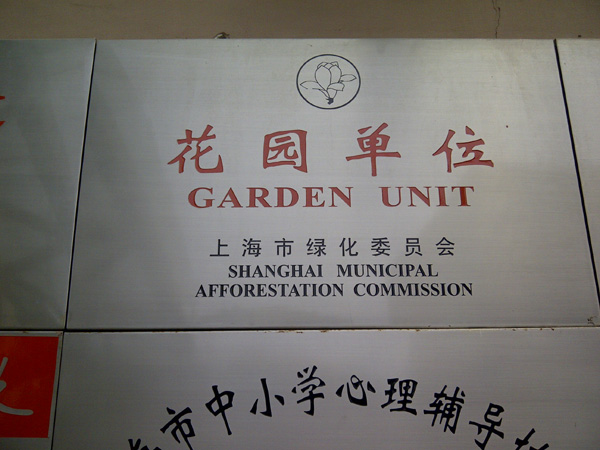 花园单位
GARDEN UNIT
上海市绿化委员会
SHANGHAI MUNICIPAL
AFFORESTATION COMMISSION
市中小学心理辅导